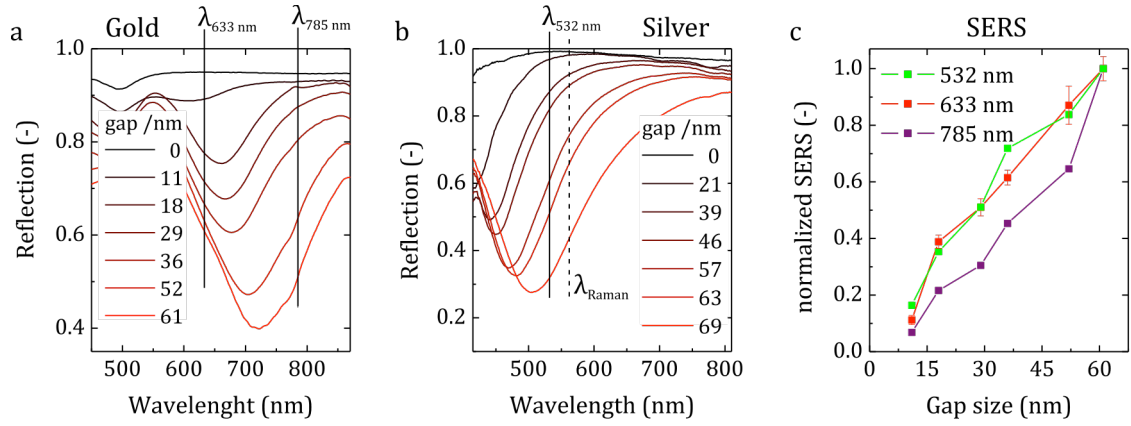 a
Gold
λ633 nm
λ785 nm
1.0
0.8
0.6
0.4
Reflection (-)
gap /nm
0
11
18
29
36
52
61
500
600
700
800
Wavelenght (nm)
b
λ532 nm
Silver
1.0
0.8
0.6
0.4
0.2
Reflection (-)
gap /nm
0
21
39
46
57
63
69
λRaman
500
600
700
800
Wavelength (nm)
c
SERS
1.0
0.8
0.6
0.4
0.2
0.0
normalized SERS (-)
532 nm
633 nm
785 nm
0
15
30
45
60
Gap size (nm)